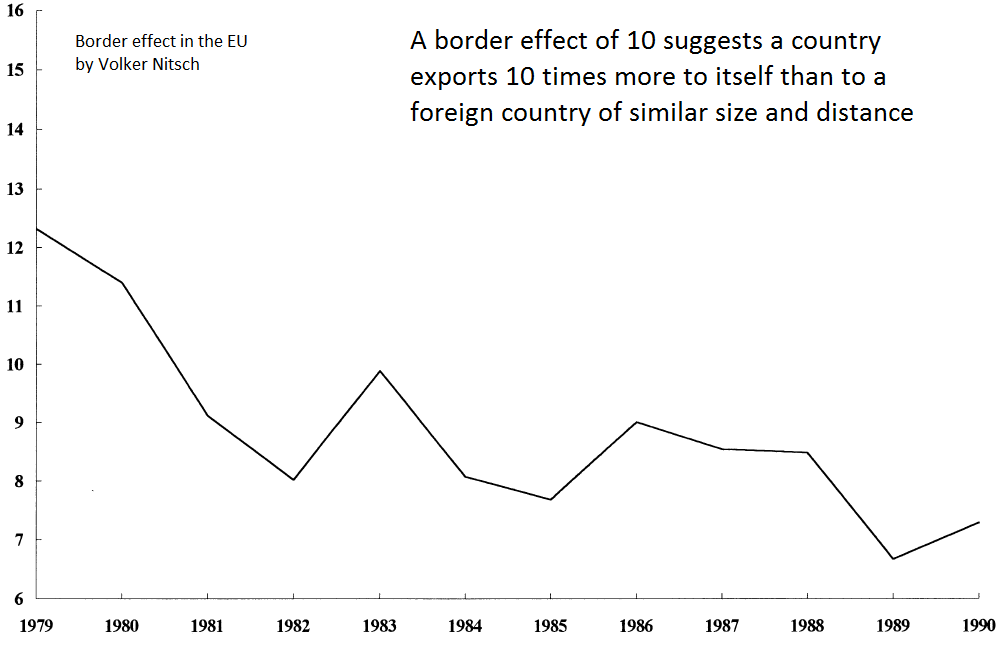 16
Border effect in the EU
by Volker Nitsch
A border effect of 10 suggests a country
exports 10 times more to itself than to a
foreign country of similar size and distance
15
14
13
12
11
10
9
8
7
6
1979 1980 1981 1982 1983 1984 1985 1986 1987 1988 1989 1990